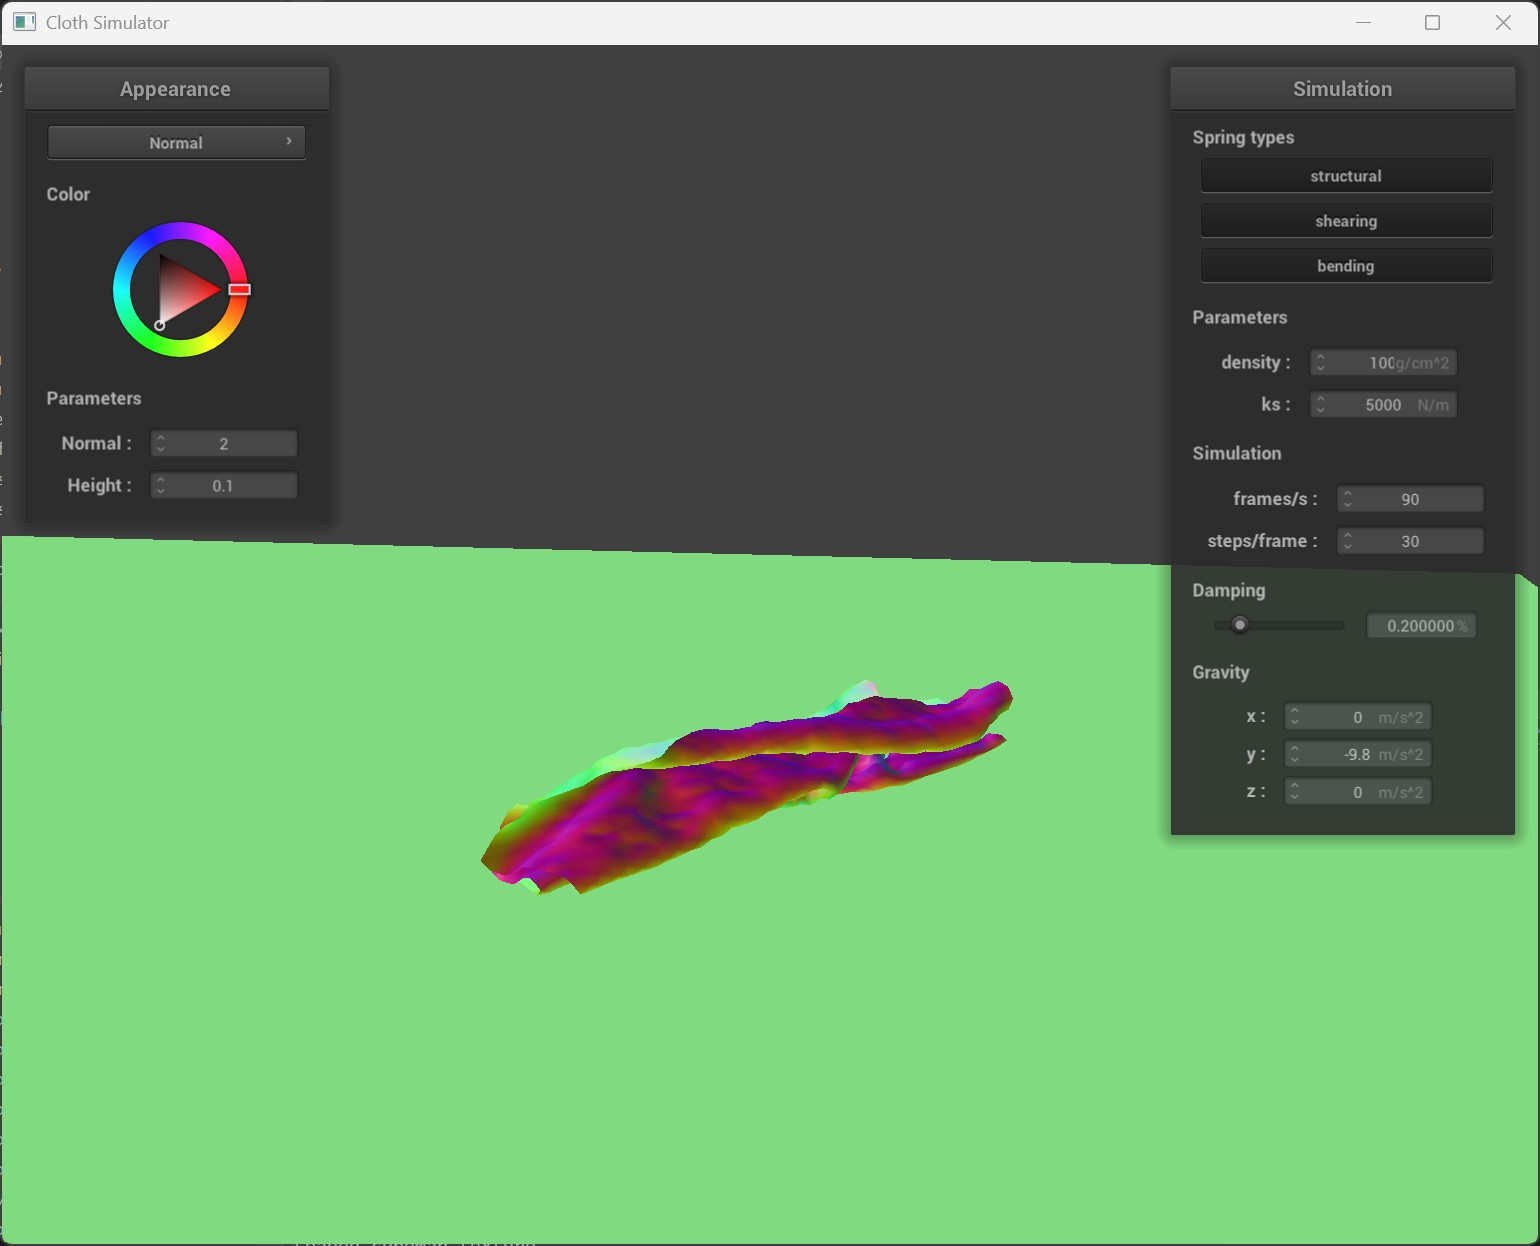 Cloth Simulator
Appearance
Normal
Color
Parameters
Normal : 2
Height : 0.1
Simulation
Spring types
structural
shearing
bending
Parameters
density : 100g/cm^2
ks : 5000 N/m
Simulation
frames/s : 90
steps/frame : 30
Damping
0.200000 %
Gravity
x : 0 m/s^2
y : -9.8 m/s^2
z : 0 m/s^2